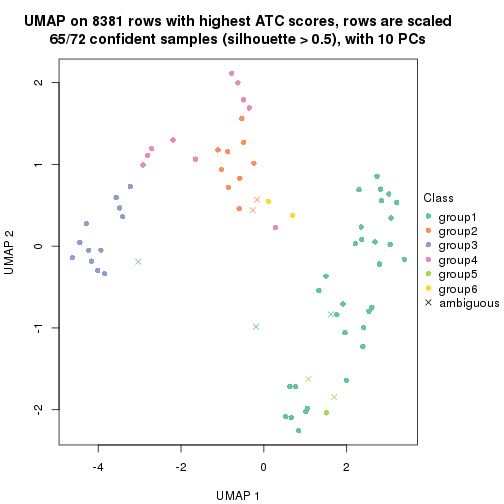 UMAP on 8381 rows with highest ATC scores, rows are scaled
65/72 confident samples (silhouette > 0.5), with 10 PCs
UMAP 2
2
1
0
-1
-2
-4
-2
0
2
UMAP 1
Class
group1
group2
group3
group4
group5
group6
ambiguous